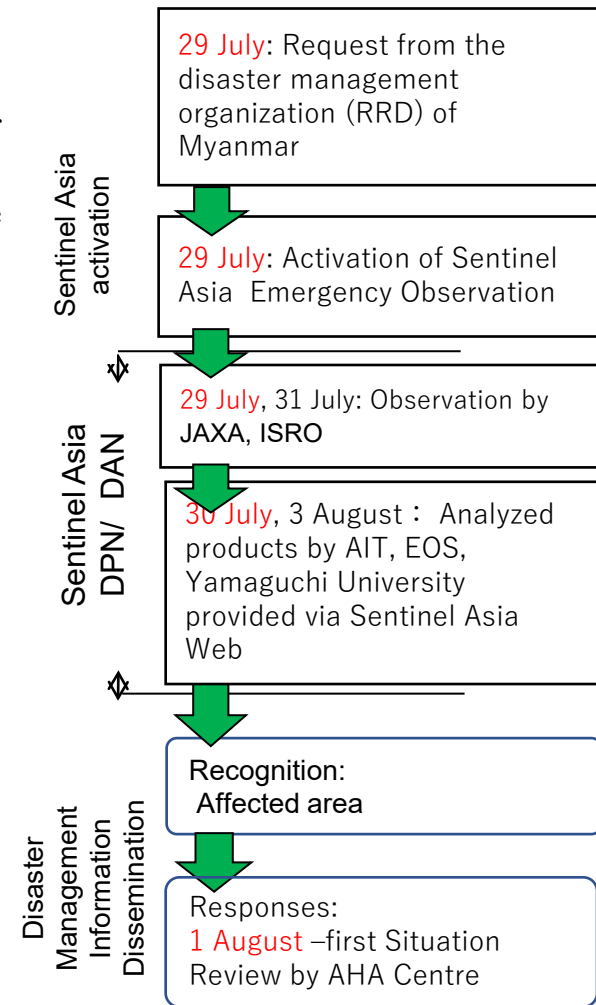 29 July: Request from the
disaster management
organization (RRD) of
Myanmar
Sentinel Asia
activation
29 July: Activation of Sentinel
Asia  Emergency Observation
29 July, 31 July: Observation by
JAXA, ISRO
Sentinel Asia
DPN/ DAN
30 July, 3 August： Analyzed
products by AIT, EOS,
Yamaguchi University
provided via Sentinel Asia
Web
Recognition:
Affected area
Disaster
Management
Information
Dissemination
Responses:
1 August –first Situation
Review by AHA Centre